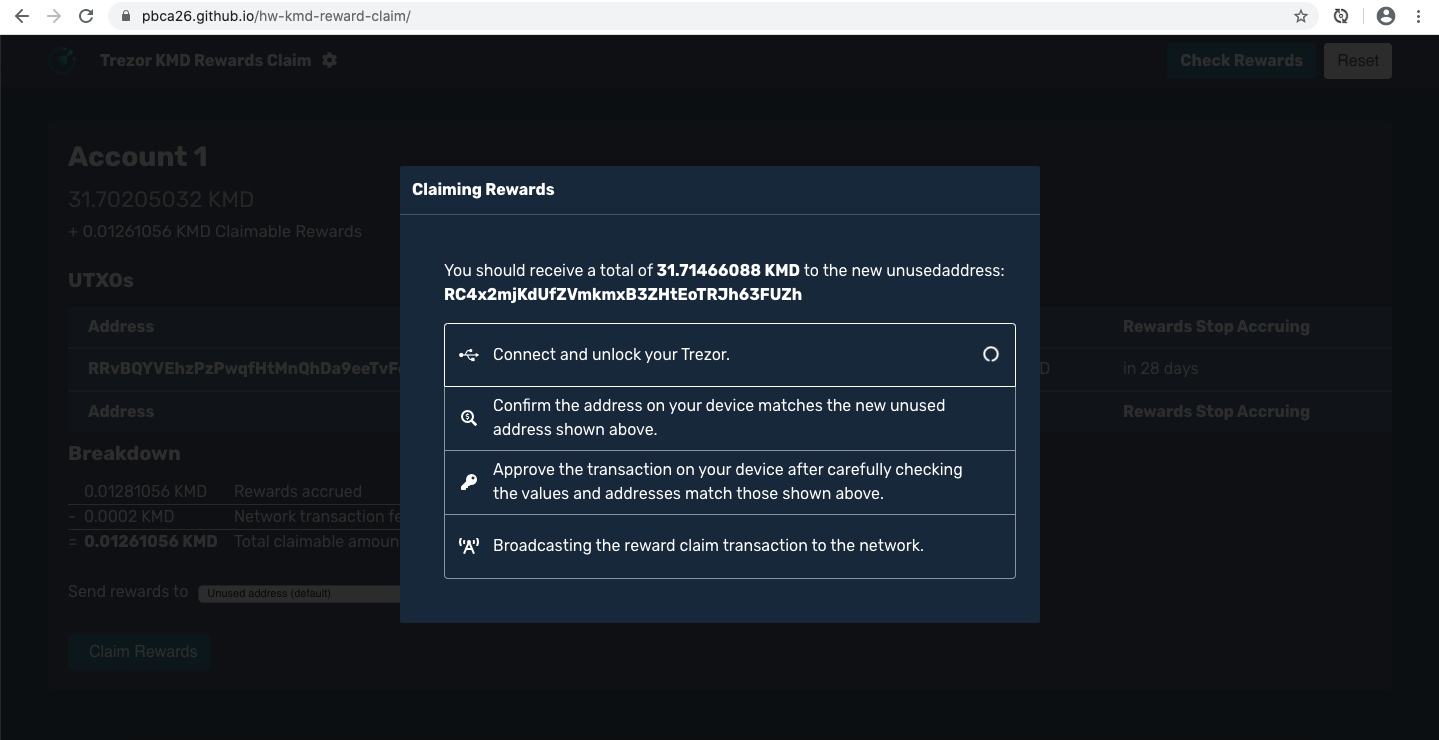 pbca26.github.io/hw-kmd-reward-claim/
Trezor KMD Rewards Claim
Check Rewards
Reset
Account 1
31.70205032 KMD
+ 0.01261056 KMD Claimable Rewards
UTXOs
Address
Rewards Stop Accruing
RRvBQYVEhzPzPwqfHtMnQhDa9eeTvF
D
in 28 days
Address
Rewards Stop Accruing
Breakdown
0.01281056 KMD Rewards accrued
- 0.0002 KMD Network transaction fe
= 0.01261056 KMD Total claimable amoun
Send rewards to Unused address (default)
Claim Rewards
Claiming Rewards
You should receive a total of 31.71466088 KMD to the new unusedaddress:
RC4x2mjKdUfZVmkmxB3ZHtEoTRJh63FUZh
Connect and unlock your Trezor.
Confirm the address on your device matches the new unused
address shown above.
Approve the transaction on your device after carefully checking
the values and addresses match those shown above.
Broadcasting the reward claim transaction to the network.